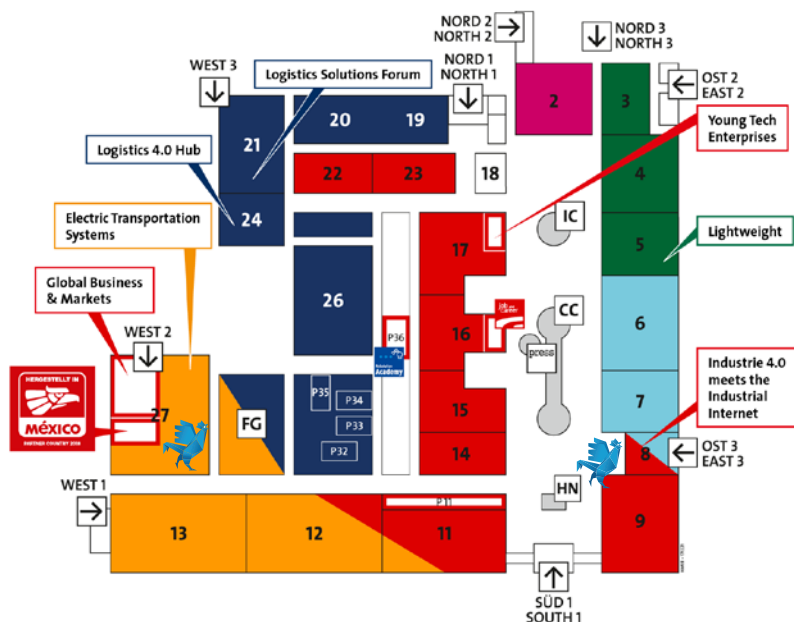 NORD 2
NORTH 2
NORD 3
NORTH 3
WEST 3
Logistics Solutions Forum
NORD 1
NORTH 1
OST 2
EAST 2
2
3
20
19
21
Young Tech
Enterprises
Logistics 4.0 Hub
22
23
18
4
24
Electric Transportation
Systems
IC
17
5
Lightweight
Global Business
& Markets
26
CC
6
WEST 2
P36
16
Academy
press
HERGESTELLT IN
MÉXICO
PARTNER COUNTRY 2018
27
Industrie 4.0
meets the
Industrial
Internet
P35
P34
7
FG
15
P33
P32
14
8
OST 3
EAST 3
WEST 1
HN
P11
13
12
11
9
SÜD 1
SOUTH 1